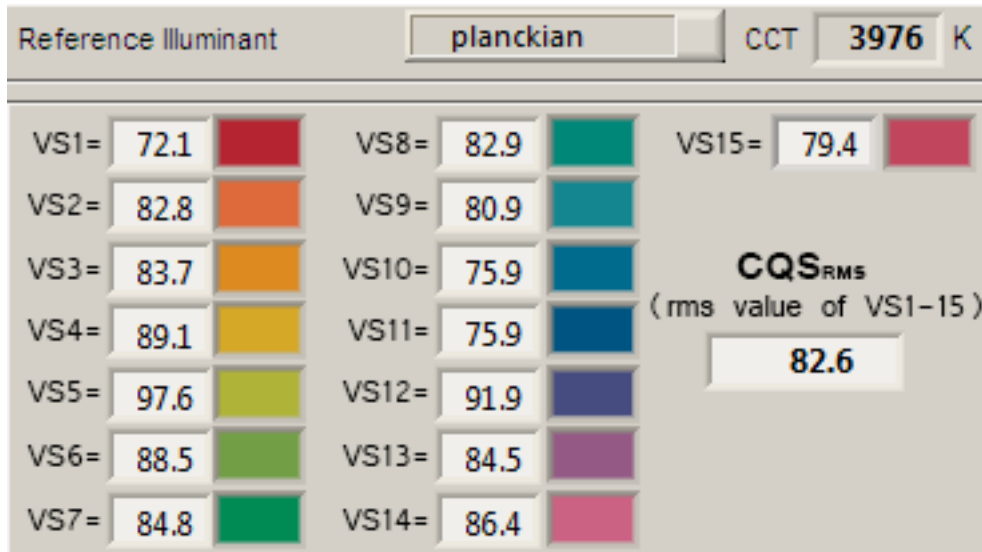 Reference Illuminant planckian CCT 3976 K
VS1= 72.1 VS8= 82.9 VS15= 79.4
VS2= 82.8 VS9= 80.9
VS3= 83.7 VS10= 75.9 CQSRMS
(rms value of VS1-15)
VS4= 89.1 VS11= 75.9 82.6
VS5= 97.6 VS12= 91.9
VS6= 88.5 VS13= 84.5
VS7= 84.8 VS14= 86.4